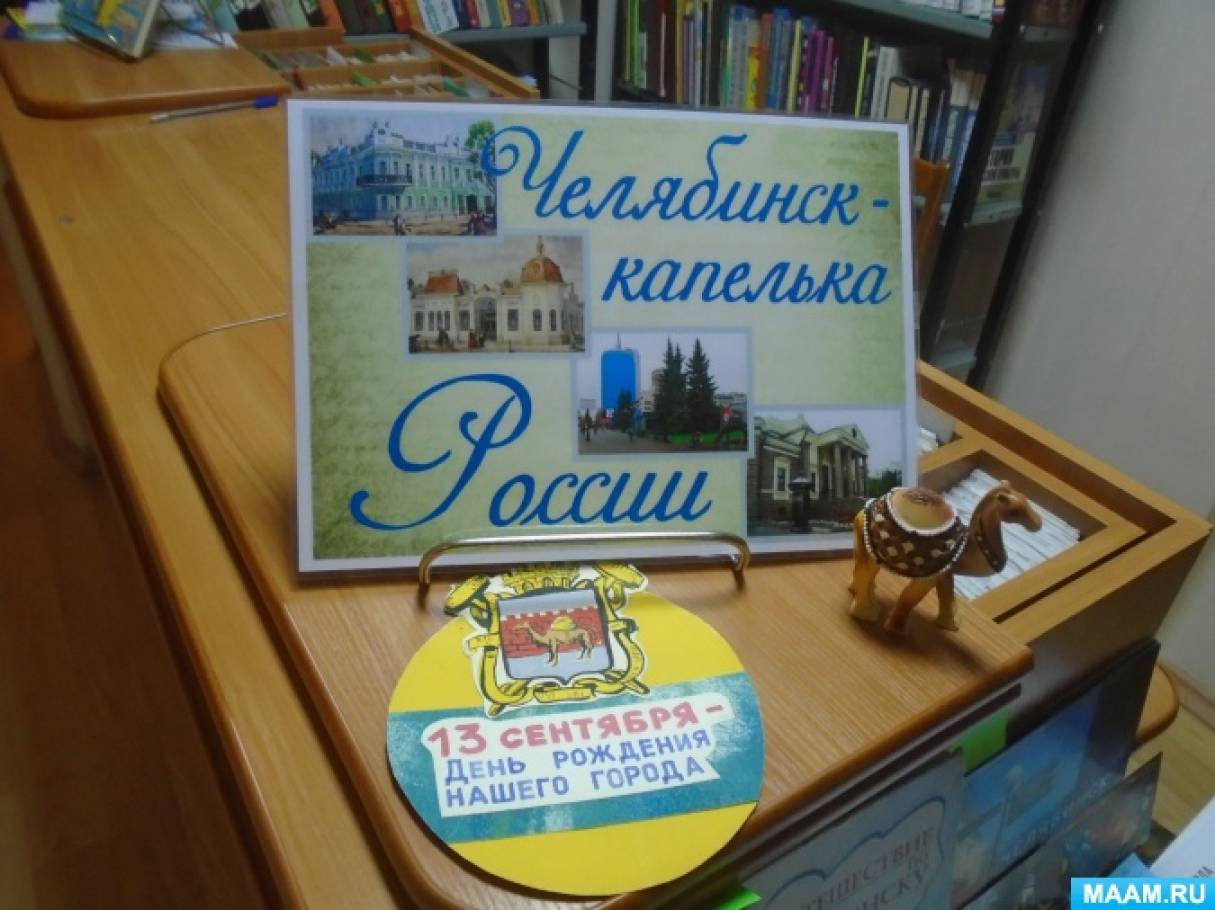 Челябинск -
капелька
России
13 СЕНТЯБРЯ -
ДЕНЬ РОЖДЕНИЯ
НАШЕГО ГОРОДА
MAAM.RU